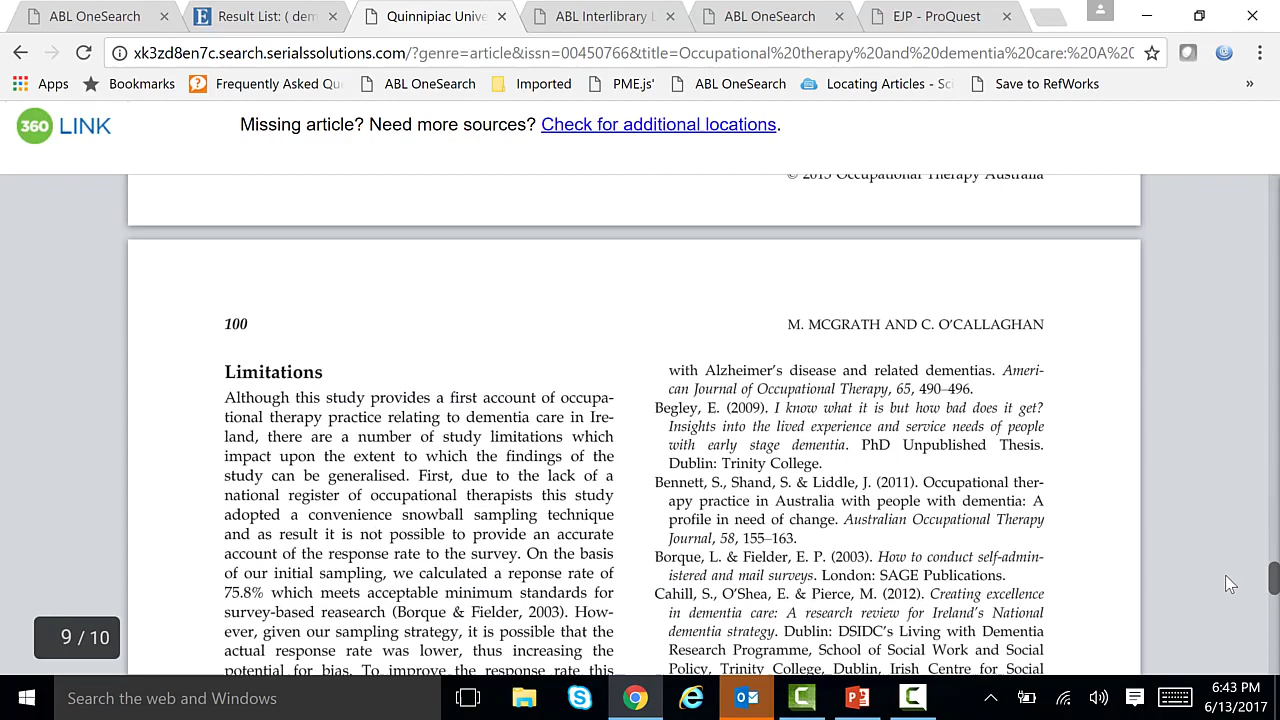 ABL OneSearch
Result List: ( dem
Quinnipiac Unive
ABL Interlibrary L
ABL OneSearch
EJP - ProQuest
xk3zd8en7c.search.serialssolutions.com/?genre=article&issn=00450766&title=Occupational%20therapy%20and%20dementia%20care:%20A%20C
Apps
Bookmarks
Frequently Asked Qu
ABL OneSearch
Imported
PME.js'
ABL OneSearch
Locating Articles - Sci
Save to RefWorks
»
360 LINK
Missing article? Need more sources? Check for additional locations.
© 2013 Occupational Therapy Australia
100
M. MCGRATH AND C. O'CALLAGHAN
Limitations
Although this study provides a first account of occupa-
tional therapy practice relating to dementia care in Ire-
land, there are a number of study limitations which
impact upon the extent to which the findings of the
study can be generalised. First, due to the lack of a
national register of occupational therapists this study
adopted a convenience snowball sampling technique
and as result it is not possible to provide an accurate
account of the response rate to the survey. On the basis
of our initial sampling, we calculated a reponse rate of
75.8% which meets acceptable minimum standards for
survey-based reasearch (Borque & Fielder, 2003). How-
ever, given our sampling strategy, it is possible that the
actual response rate was lower, thus increasing the
potential for bias. To improve the response rate this
with Alzheimer's disease and related dementias. Ameri-
can Journal of Occupational Therapy, 65, 490–496.
Begley, E. (2009). I know what it is but how bad does it get?
Insights into the lived experience and service needs of people
with early stage dementia. PhD Unpublished Thesis.
Dublin: Trinity College.
Bennett, S., Shand, S. & Liddle, J. (2011). Occupational ther-
apy practice in Australia with people with dementia: A
profile in need of change. Australian Occupational Therapy
Journal, 58, 155–163.
Borque, L. & Fielder, E. P. (2003). How to conduct self-admin-
istered and mail surveys. London: SAGE Publications.
Cahill, S., O'Shea, E. & Pierce, M. (2012). Creating excellence
in dementia care: A research review for Ireland's National
dementia strategy. Dublin: DSIDC's Living with Dementia
Research Programme, School of Social Work and Social
Policy, Trinity College, Dublin, Irish Centre for Social
9 / 10
Search the web and Windows
6:43 PM
6/13/2017